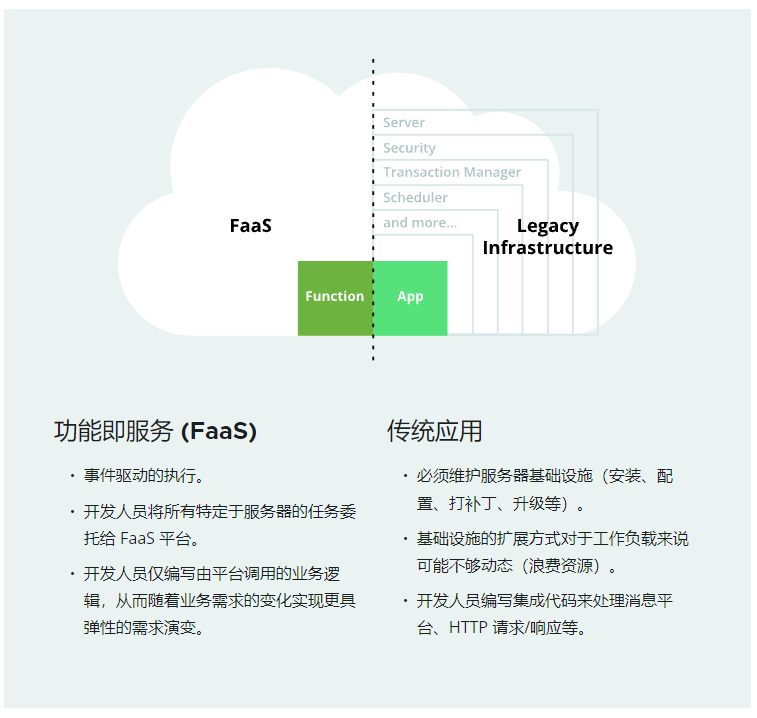 Server
Security
Transaction Manager
Scheduler
and more...
FaaS
Legacy
Infrastructure
Function
App
功能即服务 (FaaS)
· 事件驱动的执行。
· 开发人员将所有特定于服务器的任务委
托给 FaaS 平台。
· 开发人员仅编写由平台调用的业务逻
辑，从而随着业务需求的变化实现更具
弹性的需求演变。
传统应用
· 必须维护服务器基础设施（安装、配
置、打补丁、升级等）。
· 基础设施的扩展方式对于工作负载来说
可能不够动态（浪费资源）。
· 开发人员编写集成代码来处理消息平
台、HTTP 请求/响应等。